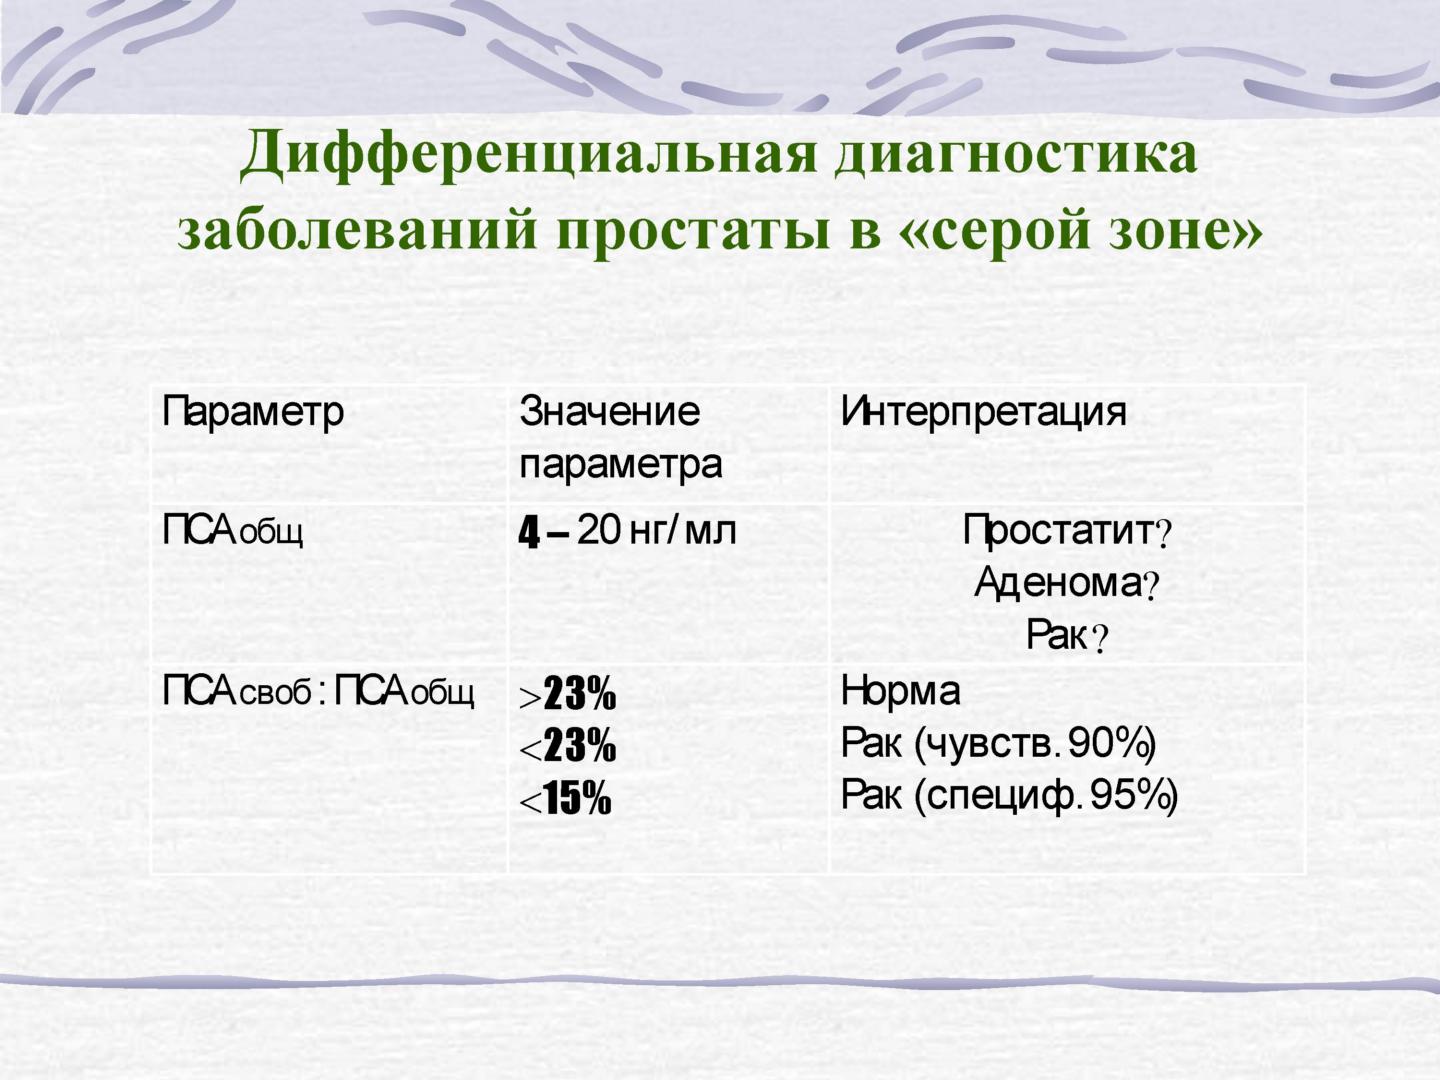 Дифференциальная диагностика
заболеваний простаты в «серой зоне»
Параметр
Значение
параметра
Интерпретация
ПСА общ
4 – 20 нг/ мл
Простатит?
Аденома?
Рак?
ПСА своб : ПСА общ
>23%
<23%
<15%
Норма
Рак (чувств. 90%)
Рак (специф. 95%)